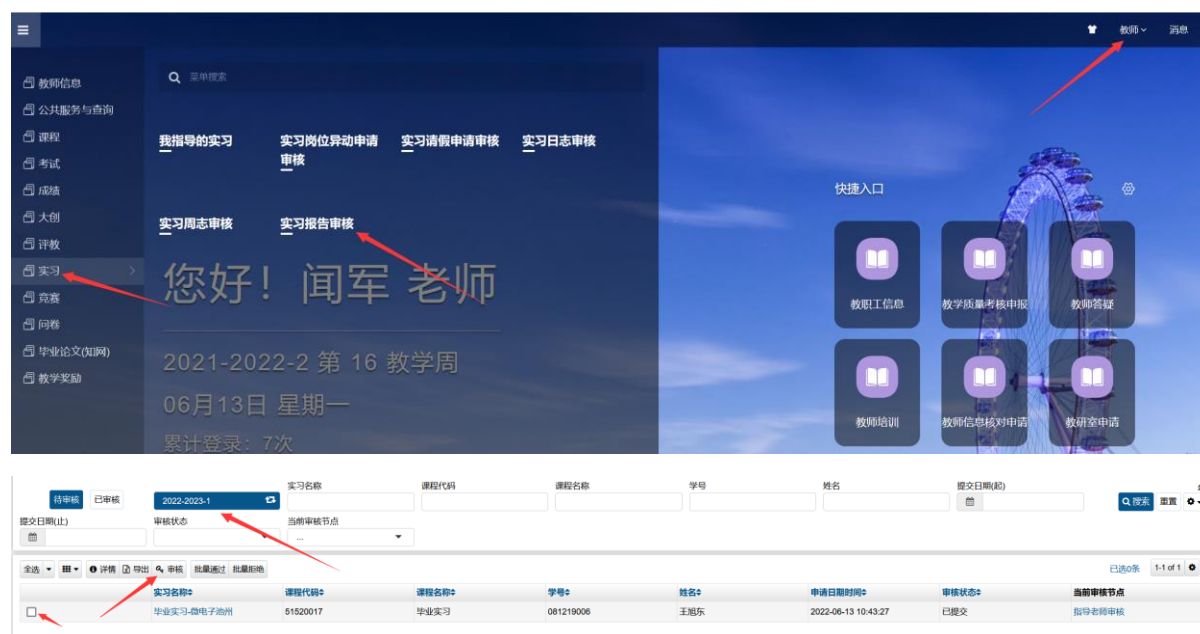 教师 消息
教师信息
公共服务与查询
课程
考试
成绩
大创
评教
实习
竞赛
问卷
毕业论文(知网)
教学奖励
菜单搜索
我指导的实习 实习岗位异动申请 实习请假申请审核 实习日志审核
审核
实习周志审核 实习报告审核
您好！闻军 老师
2021-2022-2 第 16 教学周
06月13日 星期一
累计登录：7次
快捷入口
教职工信息 教学质量考核申报 教师答疑
教师培训 教师信息核对申请 教研室申请
实习名称 课程代码 课程名称 学号 姓名 提交日期(起)
待审核 已审核 2022-2023-1 搜索 重置
提交日期(止) 审核状态 当前审核节点
...
全选 详情 导出 审核 批量通过 批量拒绝 已选0条 1-1 of 1
实习名称 课程代码 课程名称 学号 姓名 申请日期时间 审核状态 当前审核节点
毕业实习-微电子池州 51520017 毕业实习 081219006 王旭东 2022-06-13 10:43:27 已提交 指导老师审核